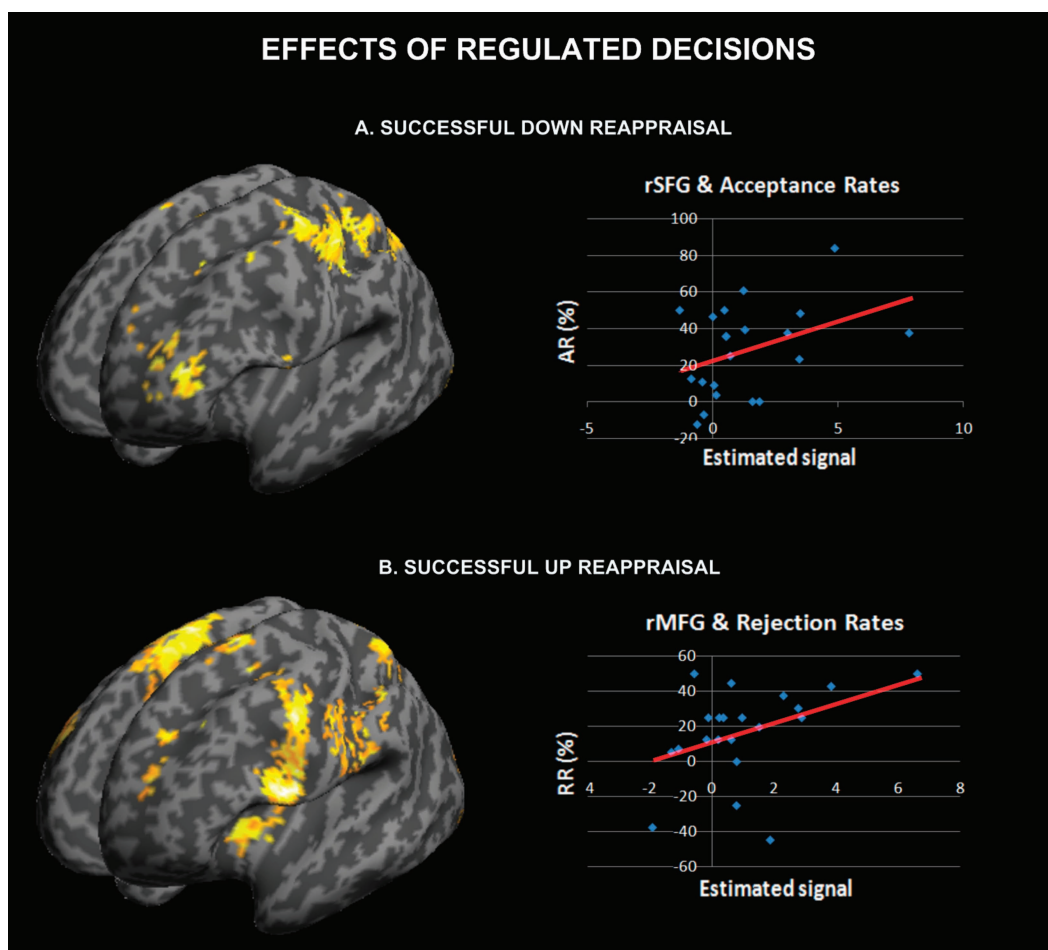 EFFECTS OF REGULATED DECISIONS
A. SUCCESSFUL DOWN REAPPRAISAL
rSFG & Acceptance Rates
100
80
60
40
20
0
-20
AR (%)
-5
0
5
10
Estimated signal
B. SUCCESSFUL UP REAPPRAISAL
rMFG & Rejection Rates
60
40
20
0
-20
-40
-60
RR (%)
4
-2
0
2
4
6
8
Estimated signal